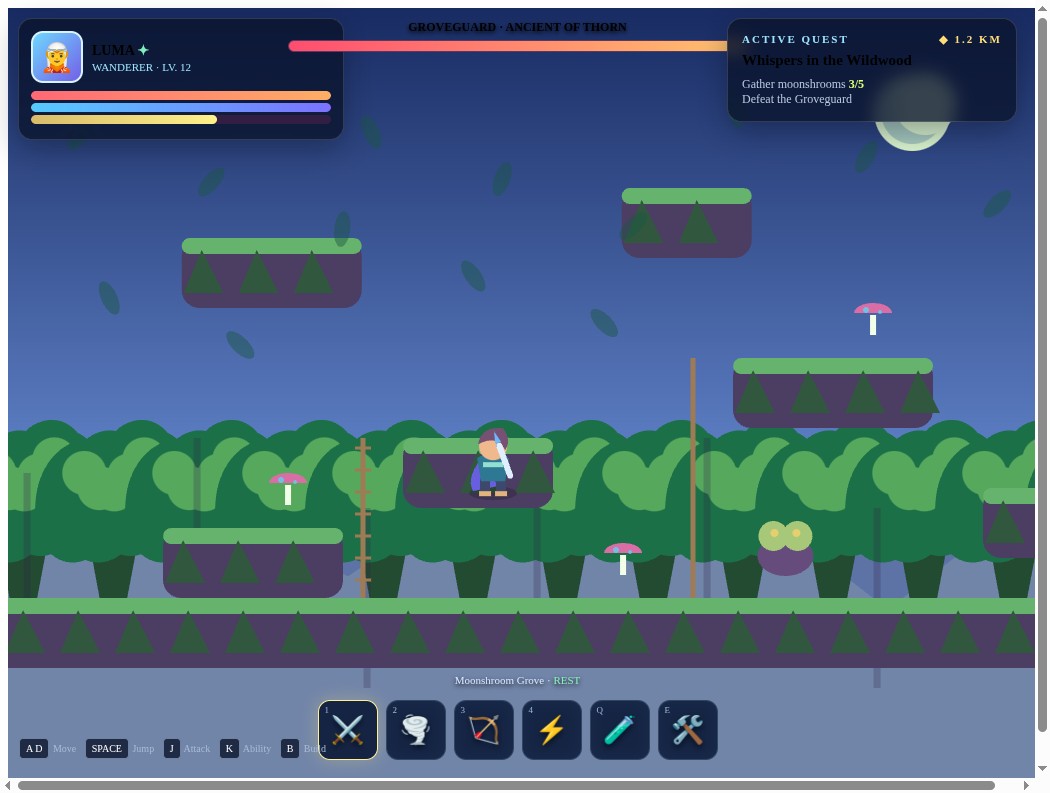 GROVEGUARD · ANCIENT OF THORN
LUMA ✦
WANDERER · LV. 12
ACTIVE QUEST ◆ 1.2 KM
Whispers in the Wildwood
Gather moonshrooms 3/5
Defeat the Groveguard
Moonshroom Grove · REST
1 2 3 4 Q E
A D Move SPACE Jump J Attack K Ability B Build